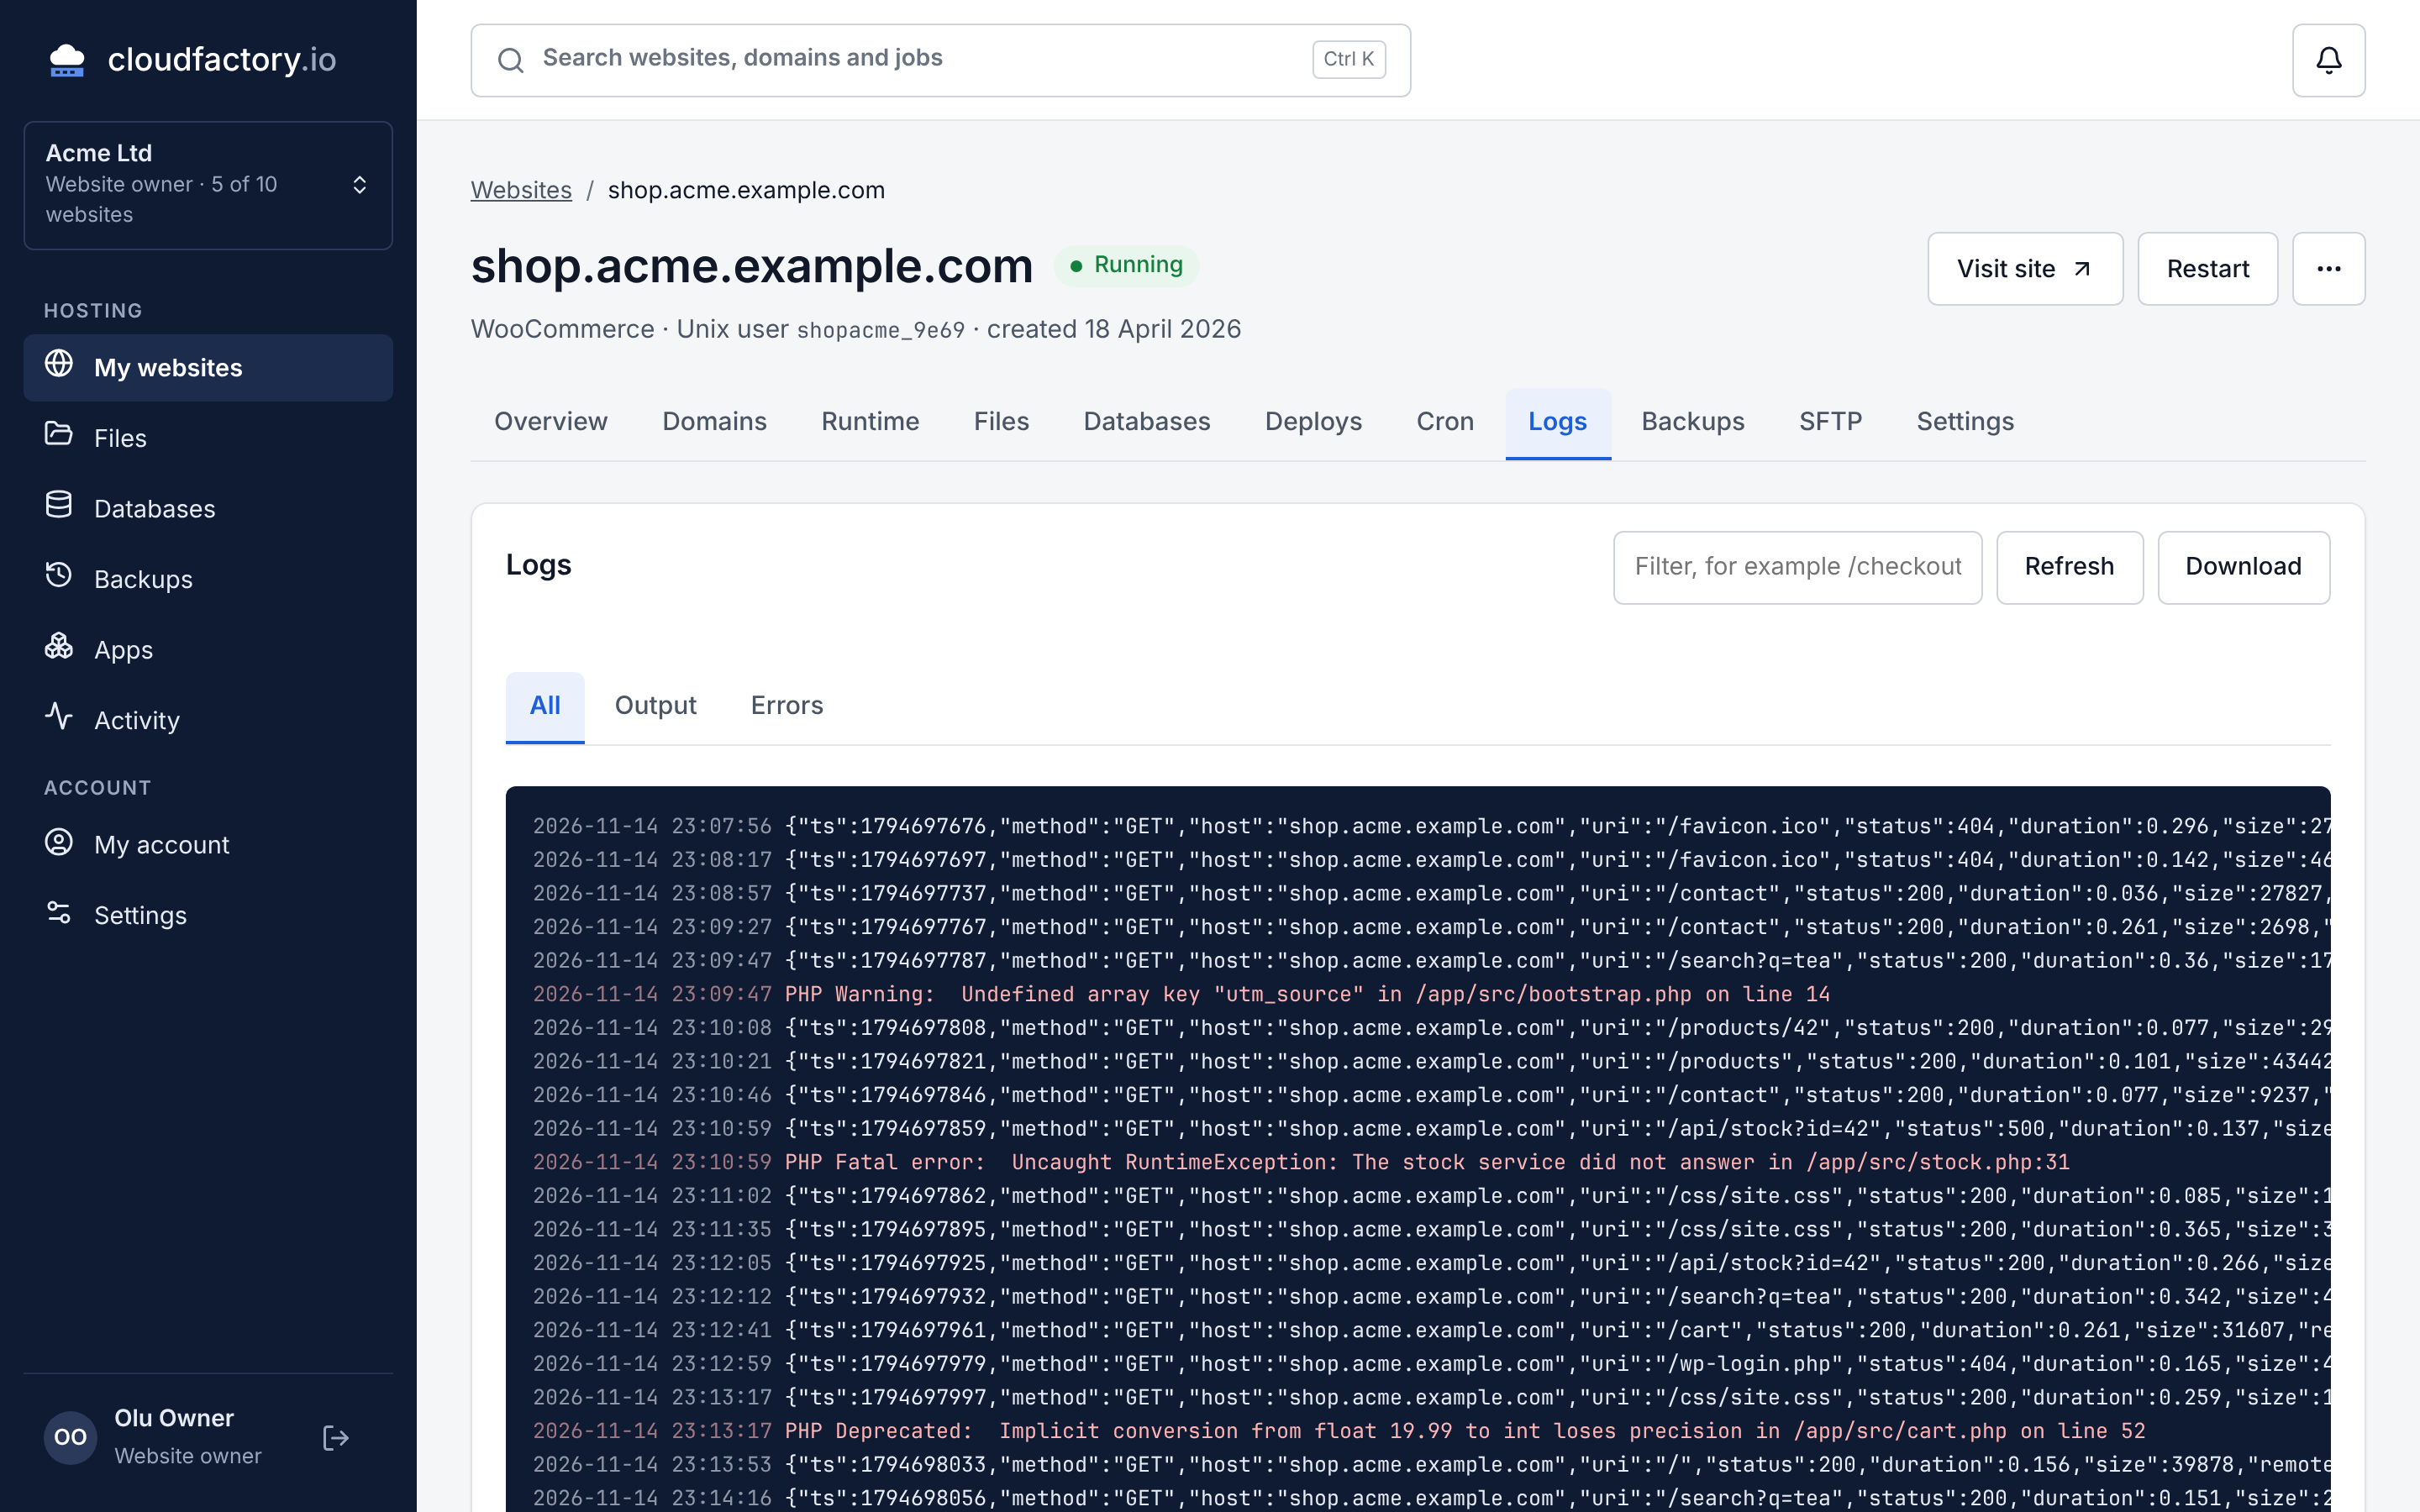 cloudfactory.io
Acme Ltd
Website owner · 5 of 10
websites
HOSTING
My websites
Files
Databases
Backups
Apps
Activity
ACCOUNT
My account
Settings
OO
Olu Owner
Website owner
Search websites, domains and jobs
Ctrl K
Websites / shop.acme.example.com
shop.acme.example.com
Running
Visit site
Restart
WooCommerce · Unix user shopacme_9e69 · created 18 April 2026
Overview Domains Runtime Files Databases Deploys Cron Logs Backups SFTP Settings
Logs
Filter, for example /checkout
Refresh
Download
All Output Errors
2026-11-14 23:07:56 {"ts":1794697676,"method":"GET","host":"shop.acme.example.com","uri":"/favicon.ico","status":404,"duration":0.296,"size":27
2026-11-14 23:08:17 {"ts":1794697697,"method":"GET","host":"shop.acme.example.com","uri":"/favicon.ico","status":404,"duration":0.142,"size":46
2026-11-14 23:08:57 {"ts":1794697737,"method":"GET","host":"shop.acme.example.com","uri":"/contact","status":200,"duration":0.036,"size":27827,
2026-11-14 23:09:27 {"ts":1794697767,"method":"GET","host":"shop.acme.example.com","uri":"/contact","status":200,"duration":0.261,"size":2698,"
2026-11-14 23:09:47 {"ts":1794697787,"method":"GET","host":"shop.acme.example.com","uri":"/search?q=tea","status":200,"duration":0.36,"size":17
2026-11-14 23:09:47 PHP Warning:  Undefined array key "utm_source" in /app/src/bootstrap.php on line 14
2026-11-14 23:10:08 {"ts":1794697808,"method":"GET","host":"shop.acme.example.com","uri":"/products/42","status":200,"duration":0.077,"size":29
2026-11-14 23:10:21 {"ts":1794697821,"method":"GET","host":"shop.acme.example.com","uri":"/products","status":200,"duration":0.101,"size":43442
2026-11-14 23:10:46 {"ts":1794697846,"method":"GET","host":"shop.acme.example.com","uri":"/contact","status":200,"duration":0.077,"size":9237,"
2026-11-14 23:10:59 {"ts":1794697859,"method":"GET","host":"shop.acme.example.com","uri":"/api/stock?id=42","status":500,"duration":0.137,"size
2026-11-14 23:10:59 PHP Fatal error:  Uncaught RuntimeException: The stock service did not answer in /app/src/stock.php:31
2026-11-14 23:11:02 {"ts":1794697862,"method":"GET","host":"shop.acme.example.com","uri":"/css/site.css","status":200,"duration":0.085,"size":1
2026-11-14 23:11:35 {"ts":1794697895,"method":"GET","host":"shop.acme.example.com","uri":"/css/site.css","status":200,"duration":0.365,"size":3
2026-11-14 23:12:05 {"ts":1794697925,"method":"GET","host":"shop.acme.example.com","uri":"/api/stock?id=42","status":200,"duration":0.266,"size
2026-11-14 23:12:12 {"ts":1794697932,"method":"GET","host":"shop.acme.example.com","uri":"/search?q=tea","status":200,"duration":0.342,"size":4
2026-11-14 23:12:41 {"ts":1794697961,"method":"GET","host":"shop.acme.example.com","uri":"/cart","status":200,"duration":0.261,"size":31607,"re
2026-11-14 23:12:59 {"ts":1794697979,"method":"GET","host":"shop.acme.example.com","uri":"/wp-login.php","status":404,"duration":0.165,"size":4
2026-11-14 23:13:17 {"ts":1794697997,"method":"GET","host":"shop.acme.example.com","uri":"/css/site.css","status":200,"duration":0.259,"size":1
2026-11-14 23:13:17 PHP Deprecated:  Implicit conversion from float 19.99 to int loses precision in /app/src/cart.php on line 52
2026-11-14 23:13:53 {"ts":1794698033,"method":"GET","host":"shop.acme.example.com","uri":"/","status":200,"duration":0.156,"size":39878,"remote
2026-11-14 23:14:16 {"ts":1794698056,"method":"GET","host":"shop.acme.example.com","uri":"/search?q=tea","status":200,"duration":0.151,"size":2